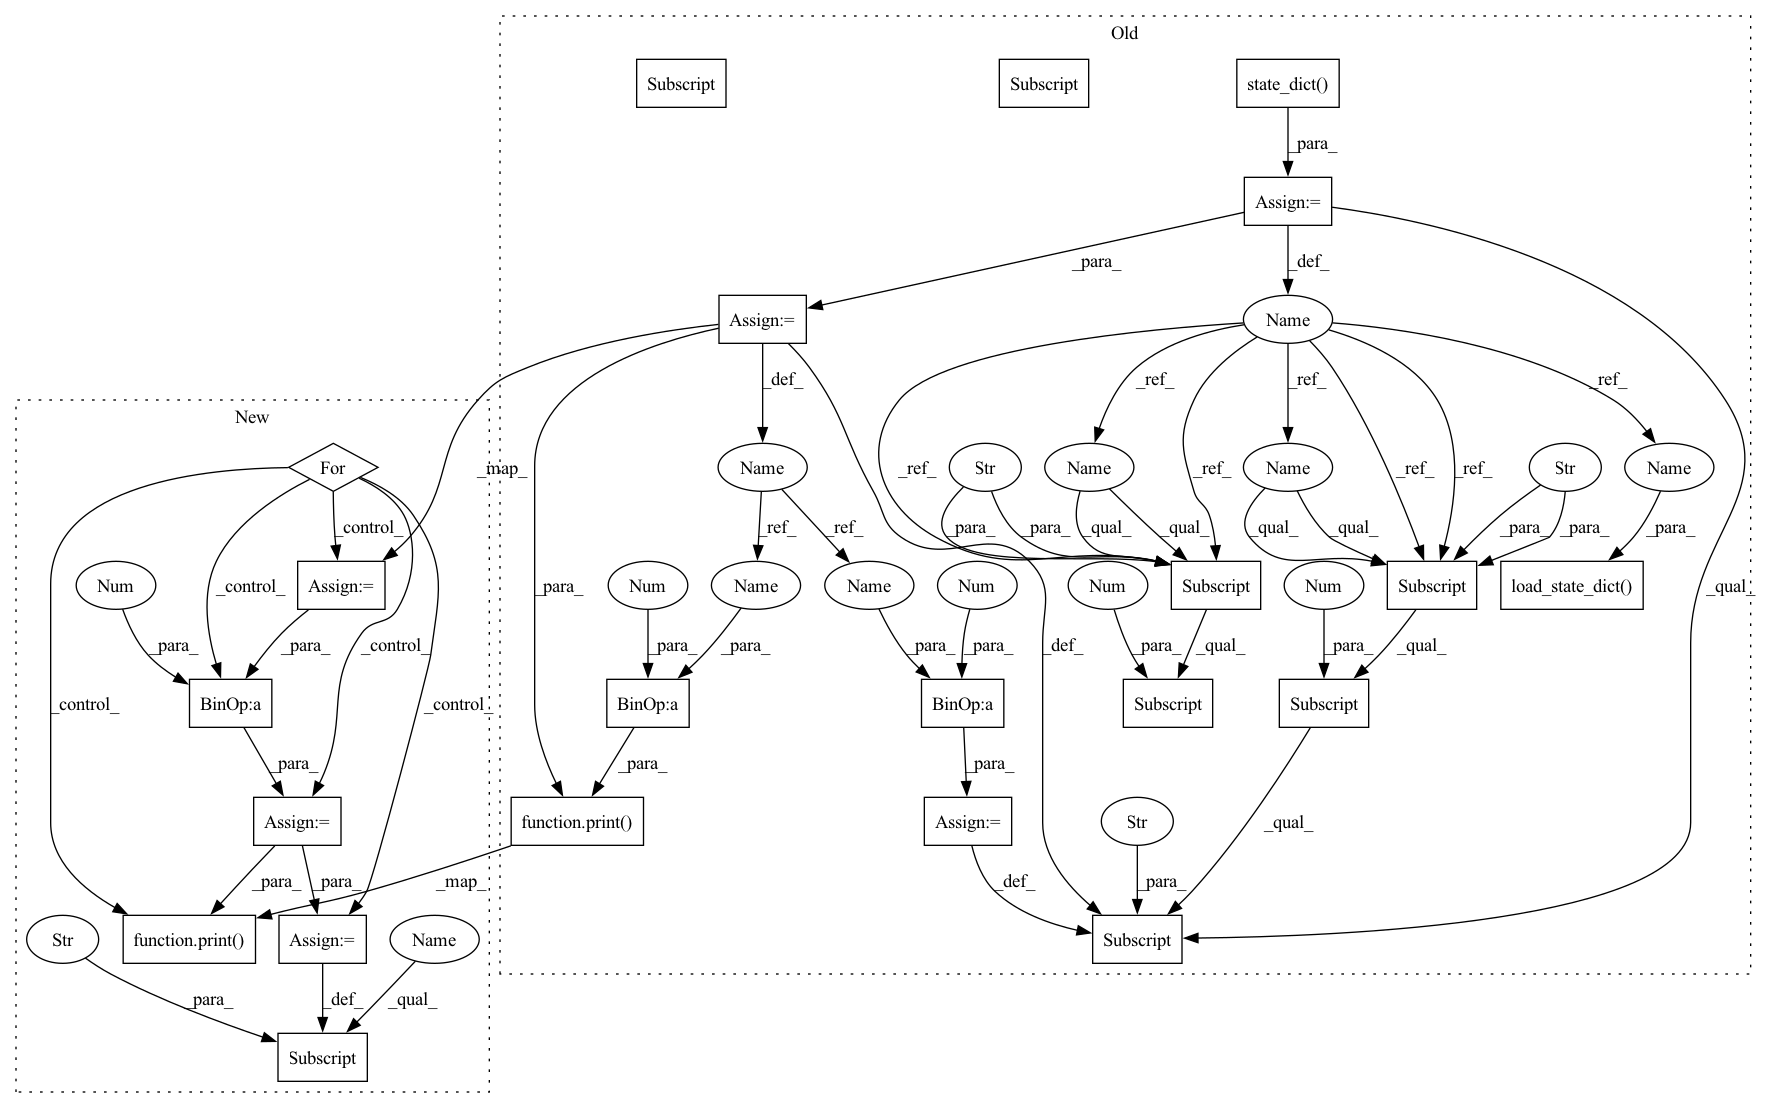 Old
Subscript
Subscript
state_dict()
_para_
Assign:=
_para_
_def_
Assign:=
Name
New
_def_
_ref_
_ref_
_ref_
For
_map_
Name
_ref_
Str
Name
_ref_
Name
_ref_
_ref_
Str
Name
_control_
_ref_
_ref_
_para_
_para_
_qual_
_qual_
_qual_
_qual_
_para_
_para_
_para_
Num
_control_
Assign:=
_para_
Num
Name
Name
Num
Num
Subscript
Num
Subscript
load_state_dict()
_qual_
_para_
_para_
_control_
_para_
_para_
_para_
_para_
_def_
_para_
_qual_
_para_
_qual_
_control_
BinOp:a
_control_
BinOp:a
BinOp:a
Subscript
Subscript
_para_
_para_
_para_
Assign:=
function.print()
Assign:=
Str
_qual_
_para_
_para_
_map_
_def_
_para_
Str
function.print()
Assign:=
Name
Subscript
_para_
_def_
_qual_
Subscript